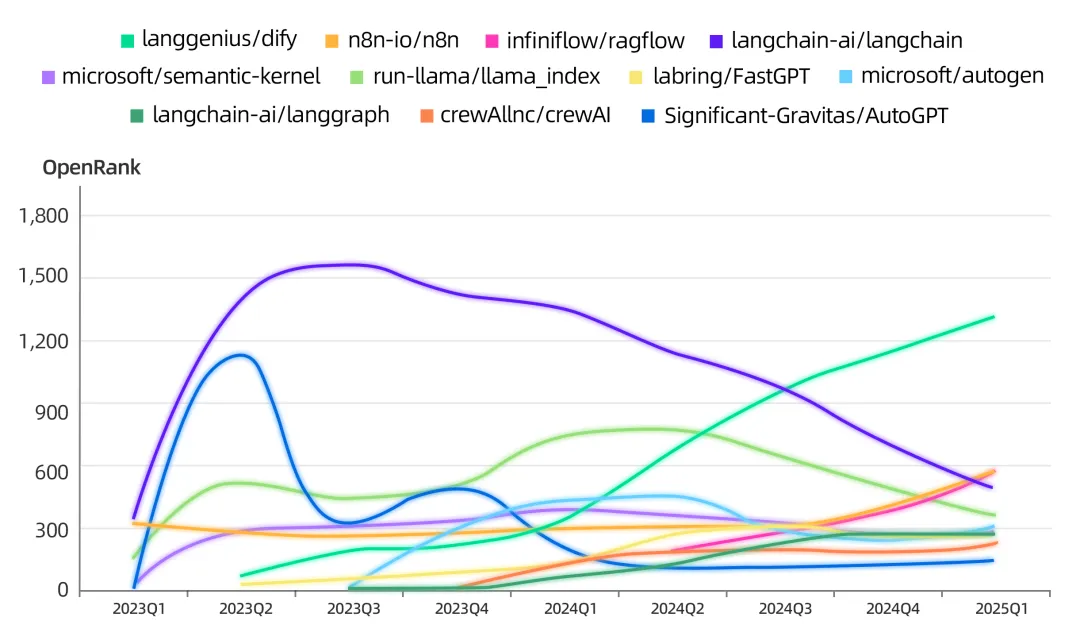 langgenius/dify n8n-io/n8n infiniflow/ragflow langchain-ai/langchain
microsoft/semantic-kernel run-llama/llama_index labring/FastGPT microsoft/autogen
langchain-ai/langgraph crewAllnc/crewAI Significant-Gravitas/AutoGPT
OpenRank
1,800
1,500
1,200
900
600
300
0
2023Q1 2023Q2 2023Q3 2023Q4 2024Q1 2024Q2 2024Q3 2024Q4 2025Q1